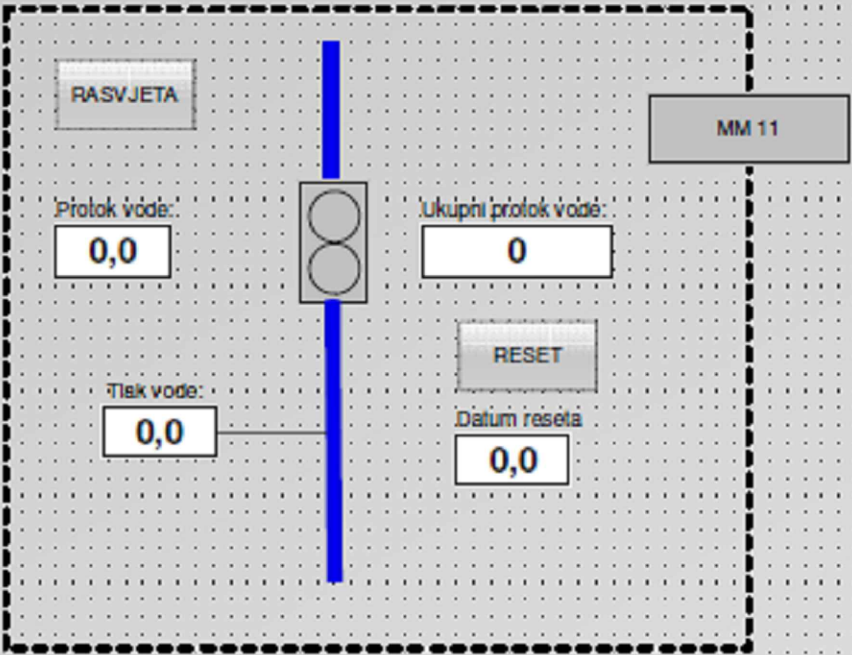 RASVJETA
MM 11
Protok vode:
0,0
Ukupni protok vode:
0
RESET
Tlak vode:
0,0
Datum reseta
0,0